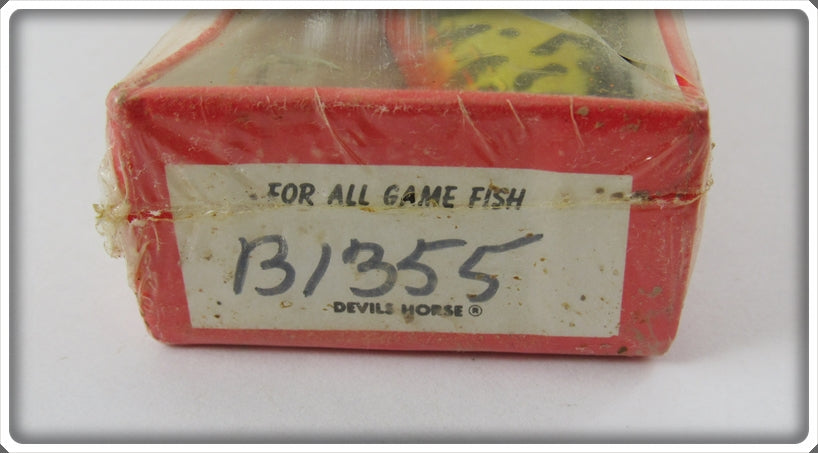 FOR ALL GAME FISH
B1355
DEVILS HORSE®